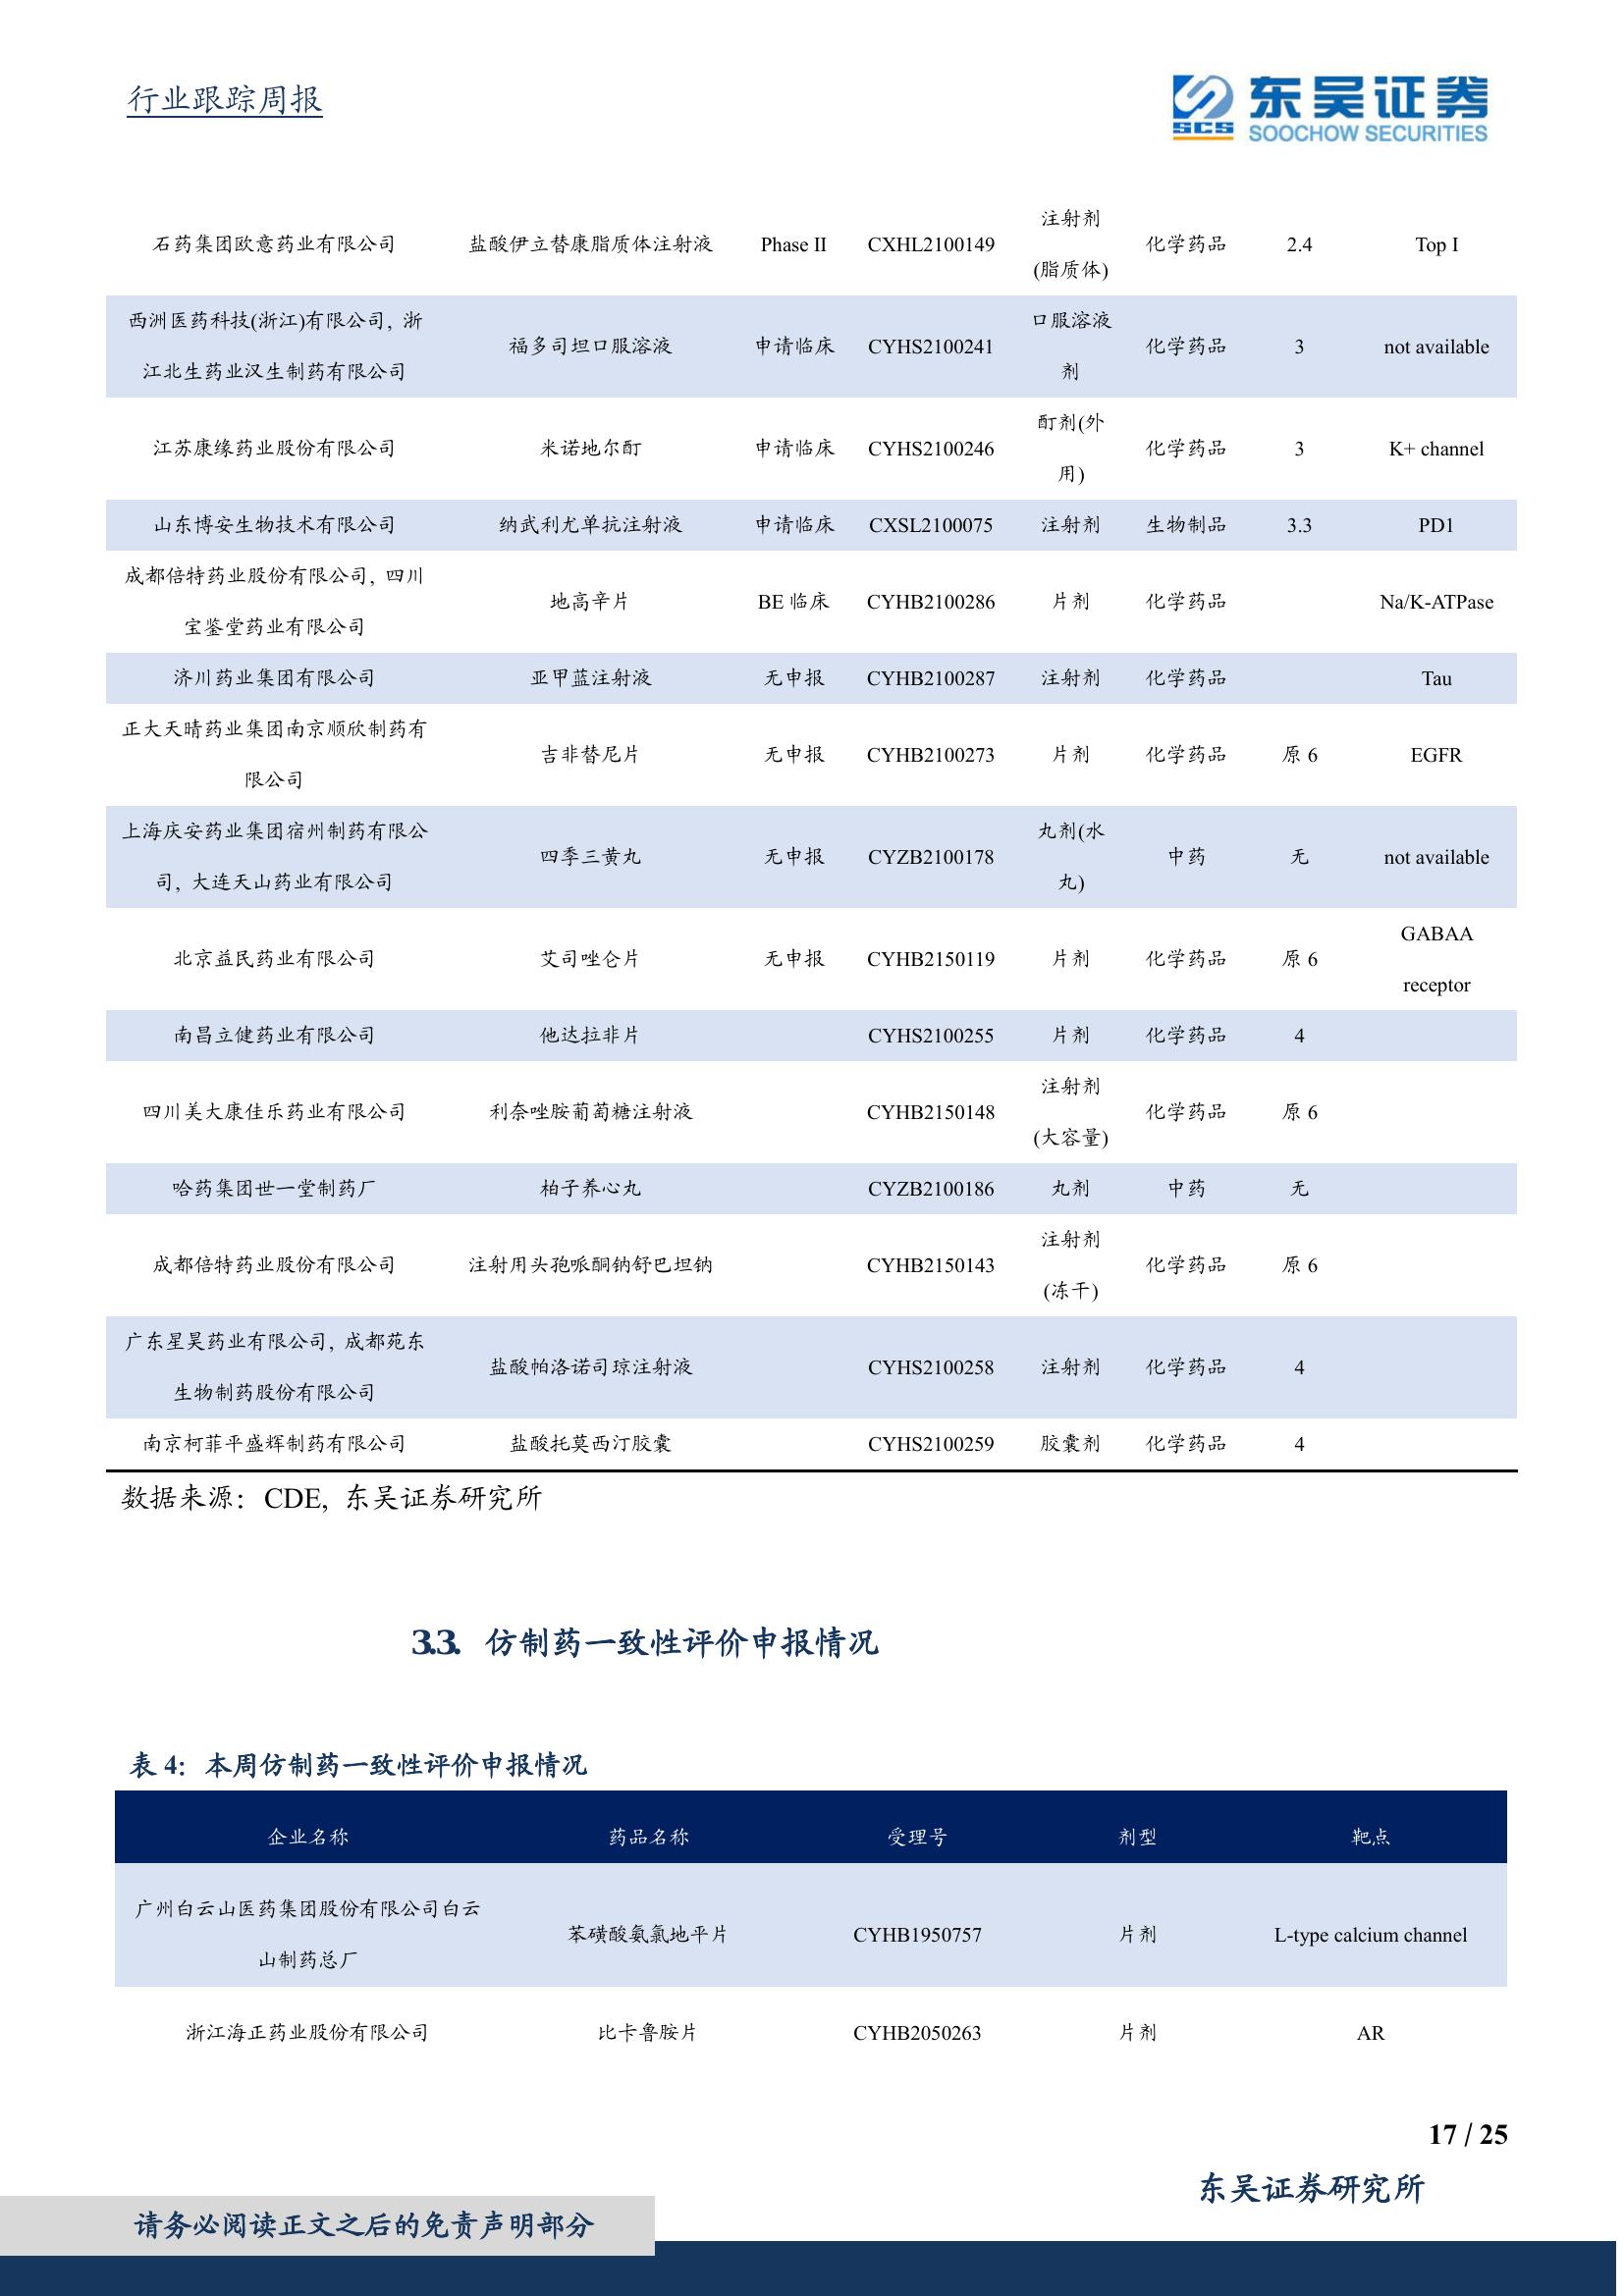 行业跟踪周报
SCS 东吴证券
SOOCHOW SECURITIES
石药集团欧意药业有限公司 盐酸伊立替康脂质体注射液 Phase II CXHL2100149 注射剂 化学药品 2.4 Top I
(脂质体)
西洲医药科技(浙江)有限公司, 浙 福多司坦口服溶液 申请临床 CYHS2100241 口服溶液 化学药品 3 not available
江北生药业汉生制药有限公司 剂
江苏康缘药业股份有限公司 米诺地尔酊 申请临床 CYHS2100246 酊剂(外 化学药品 3 K+ channel
用)
山东博安生物技术有限公司 纳武利尤单抗注射液 申请临床 CXSL2100075 注射剂 生物制品 3.3 PD1
成都倍特药业股份有限公司, 四川 地高辛片 BE 临床 CYHB2100286 片剂 化学药品 Na/K-ATPase
宝鉴堂药业有限公司
济川药业集团有限公司 亚甲蓝注射液 无申报 CYHB2100287 注射剂 化学药品 Tau
正大天晴药业集团南京顺欣制药有 吉非替尼片 无申报 CYHB2100273 片剂 化学药品 原 6 EGFR
限公司
上海庆安药业集团宿州制药有限公 四季三黄丸 无申报 CYZB2100178 丸剂(水 中药 无 not available
司, 大连天山药业有限公司 丸)
北京益民药业有限公司 艾司唑仑片 无申报 CYHB2150119 片剂 化学药品 原 6 GABAA
receptor
南昌立健药业有限公司 他达拉非片 CYHS2100255 片剂 化学药品 4
四川美大康佳乐药业有限公司 利奈唑胺葡萄糖注射液 CYHB2150148 注射剂 化学药品 原 6
(大容量)
哈药集团世一堂制药厂 柏子养心丸 CYZB2100186 丸剂 中药 无
成都倍特药业股份有限公司 注射用头孢哌酮钠舒巴坦钠 CYHB2150143 注射剂 化学药品 原 6
(冻干)
广东星昊药业有限公司, 成都苑东 盐酸帕洛诺司琼注射液 CYHS2100258 注射剂 化学药品 4
生物制药股份有限公司
南京柯菲平盛辉制药有限公司 盐酸托莫西汀胶囊 CYHS2100259 胶囊剂 化学药品 4
数据来源：CDE, 东吴证券研究所
3.3. 仿制药一致性评价申报情况
表 4：本周仿制药一致性评价申报情况
企业名称 药品名称 受理号 剂型 靶点
广州白云山医药集团股份有限公司白云 苯磺酸氨氯地平片 CYHB1950757 片剂 L-type calcium channel
山制药总厂
浙江海正药业股份有限公司 比卡鲁胺片 CYHB2050263 片剂 AR
17 / 25
东吴证券研究所
请务必阅读正文之后的免责声明部分